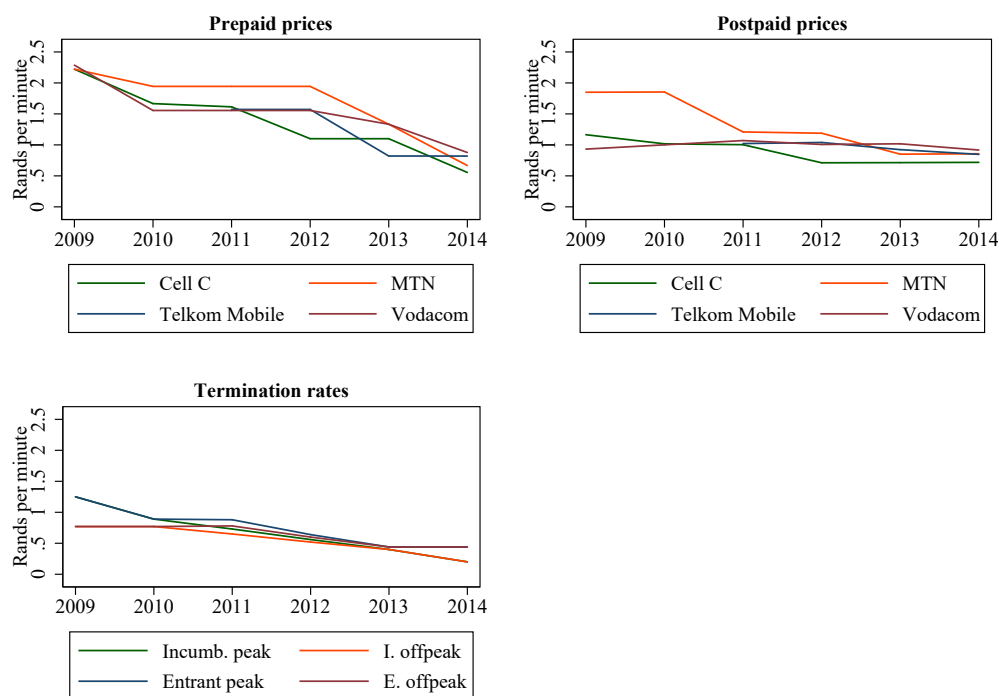 Prepaid prices
Rands per minute
2.5
2
1.5
1
.5
0
2009 2010 2011 2012 2013 2014
Cell C MTN
Telkom Mobile Vodacom
Postpaid prices
Rands per minute
2.5
2
1.5
1
.5
0
2009 2010 2011 2012 2013 2014
Cell C MTN
Telkom Mobile Vodacom
Termination rates
Rands per minute
2.5
2
1.5
1
.5
0
2009 2010 2011 2012 2013 2014
Incumb. peak I. offpeak
Entrant peak E. offpeak